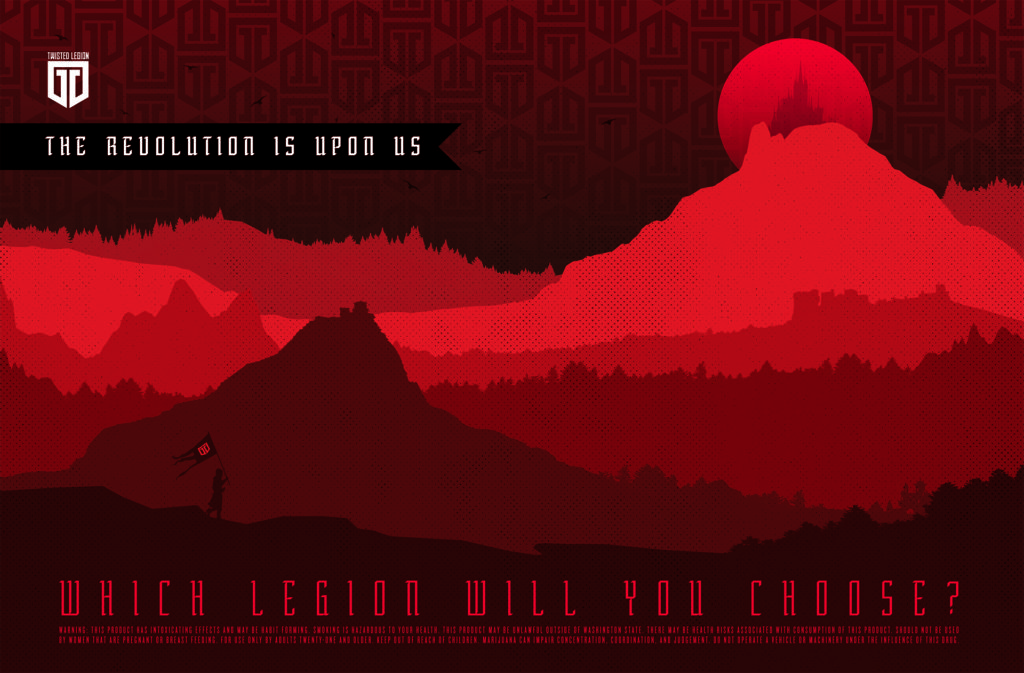 TWISTED LEGION
THE REVOLUTION IS UPON US
WHICH LEGION WILL YOU CHOOSE?
WARNING: THIS PRODUCT HAS INTOXICATING EFFECTS AND MAY BE HABIT FORMING. SMOKING IS HAZARDOUS TO YOUR HEALTH. THIS PRODUCT MAY BE UNLAWFUL OUTSIDE OF WASHINGTON STATE. THERE MAY BE HEALTH RISKS ASSOCIATED WITH CONSUMPTION OF THIS PRODUCT. SHOULD NOT BE USED
BY WOMEN THAT ARE PREGNANT OR BREASTFEEDING. FOR USE ONLY BY ADULTS TWENTY-ONE AND OLDER. KEEP OUT OF REACH OF CHILDREN. MARIJUANA CAN IMPAIR CONCENTRATION, COORDINATION, AND JUDGEMENT. DO NOT OPERATE A VEHICLE OR MACHINERY UNDER THE INFLUENCE OF THIS DRUG.